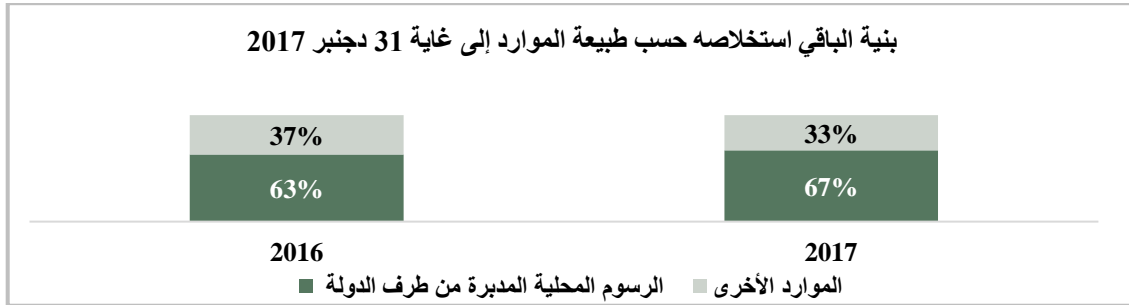 بنية الباقي استخلاصه حسب طبيعة الموارد إلى غاية 31 دجنبر 2017
37% 33%
63% 67%
2016 2017
الرسوم المحلية المدبرة من طرف الدولة الموارد الأخرى